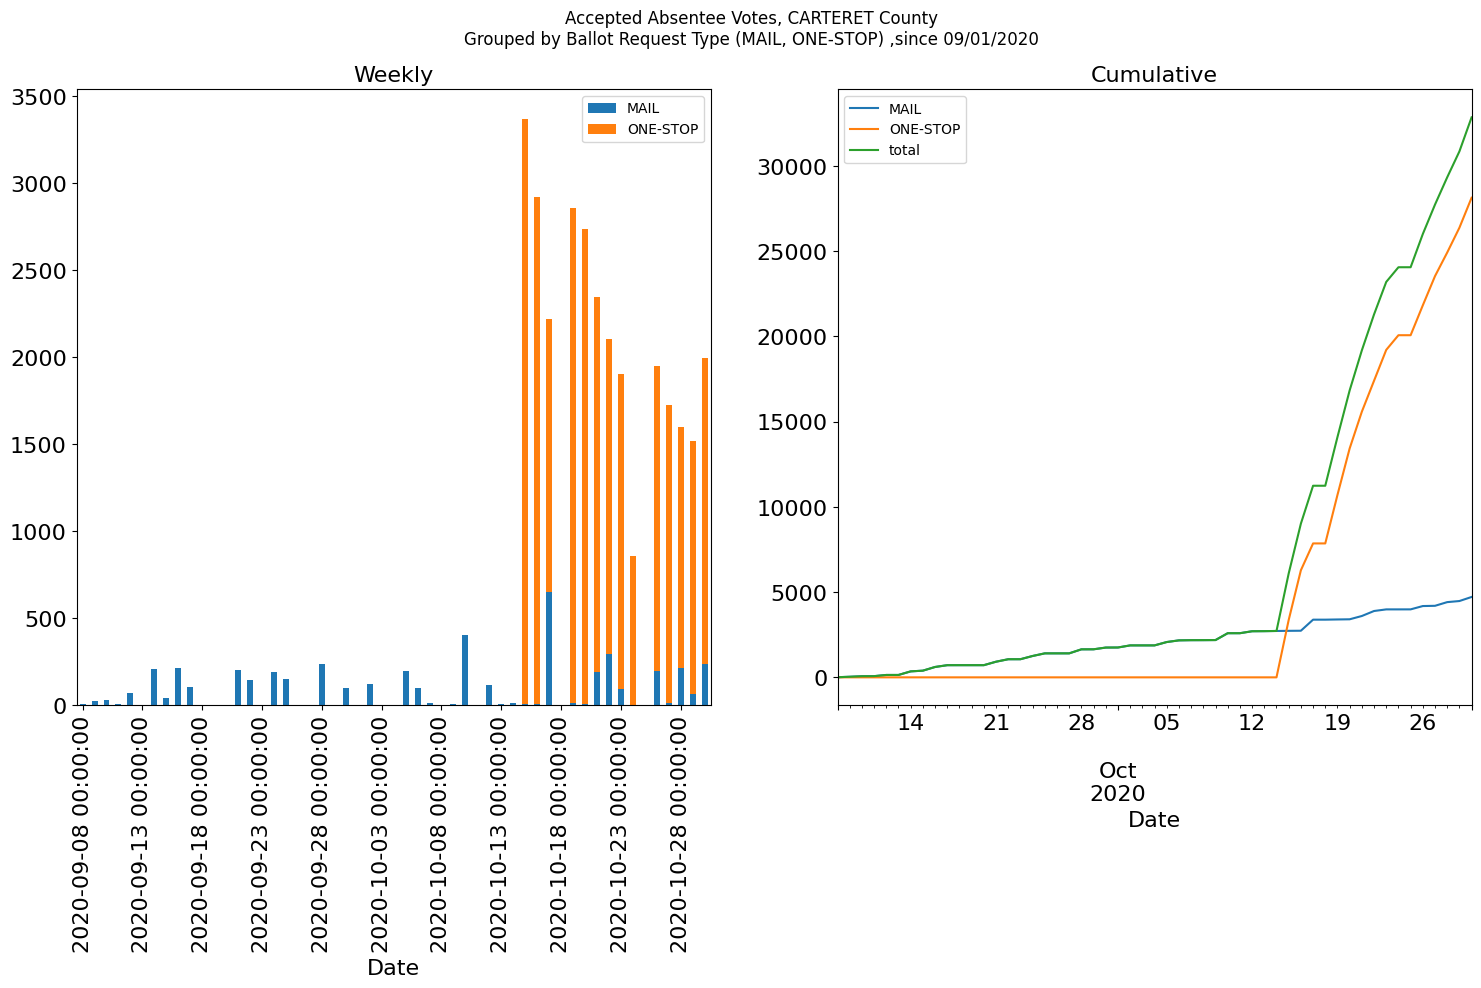 Accepted Absentee Votes, CARTERET County
Grouped by Ballot Request Type (MAIL, ONE-STOP) ,since 09/01/2020
Weekly
3500
3000
2500
2000
1500
1000
500
0
MAIL
ONE-STOP
2020-09-08 00:00:00
2020-09-13 00:00:00
2020-09-18 00:00:00
2020-09-23 00:00:00
2020-09-28 00:00:00
2020-10-03 00:00:00
2020-10-08 00:00:00
2020-10-13 00:00:00
2020-10-18 00:00:00
2020-10-23 00:00:00
2020-10-28 00:00:00
Date
Cumulative
MAIL
ONE-STOP
total
30000
25000
20000
15000
10000
5000
0
14 21 28 05 12 19 26
Oct
2020
Date